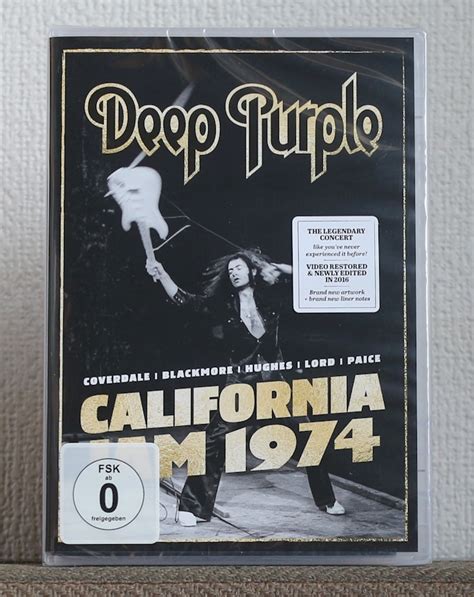 Deep Purple
THE LEGENDARY
CONCERT
like you've never
experienced it before!
VIDEO RESTORED
& NEWLY EDITED
IN 2016
Brand new artwork
+ brand new liner notes
COVERDALE | BLACKMORE | HUGHES | LORD | PAICE
CALIFORNIA
JAM 1974
FSK
ab
0
freigegeben